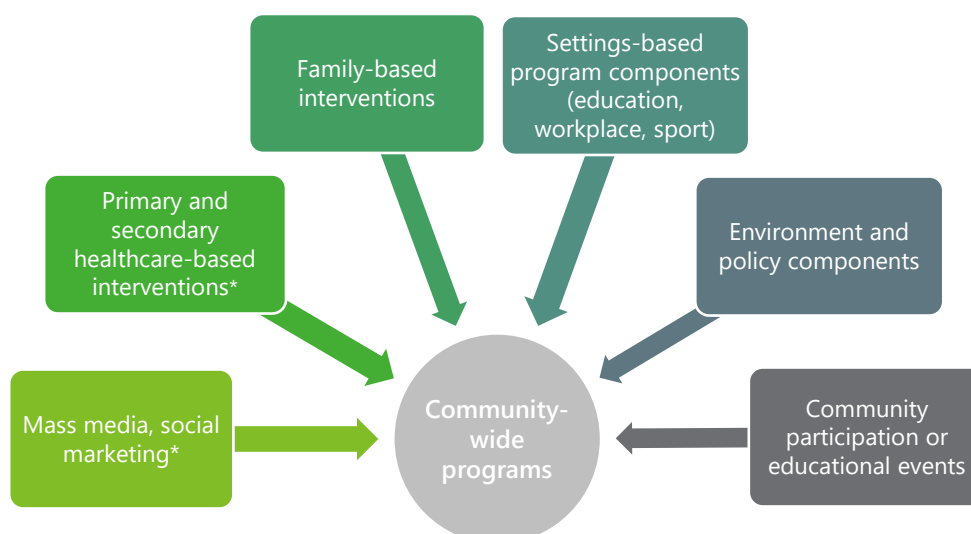 Family-based
interventions
Settings-based
program components
(education,
workplace, sport)
Primary and
secondary
healthcare-based
interventions*
Environment and
policy components
Mass media, social
marketing*
Community-
wide
programs
Community
participation or
educational events